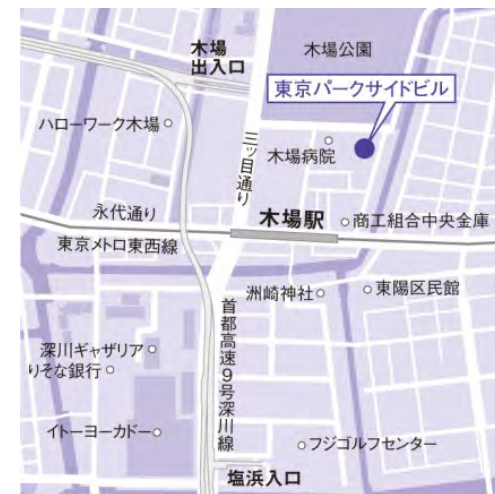 木場
出入口
木場公園
東京パークサイドビル
ハローワーク木場
木場病院
三ツ目通り
永代通り
木場駅
商工組合中央金庫
東京メトロ東西線
洲崎神社
東陽区民館
首都高速9号深川線
深川ギャザリア
りそな銀行
イトーヨーカドー
フジゴルフセンター
塩浜入口